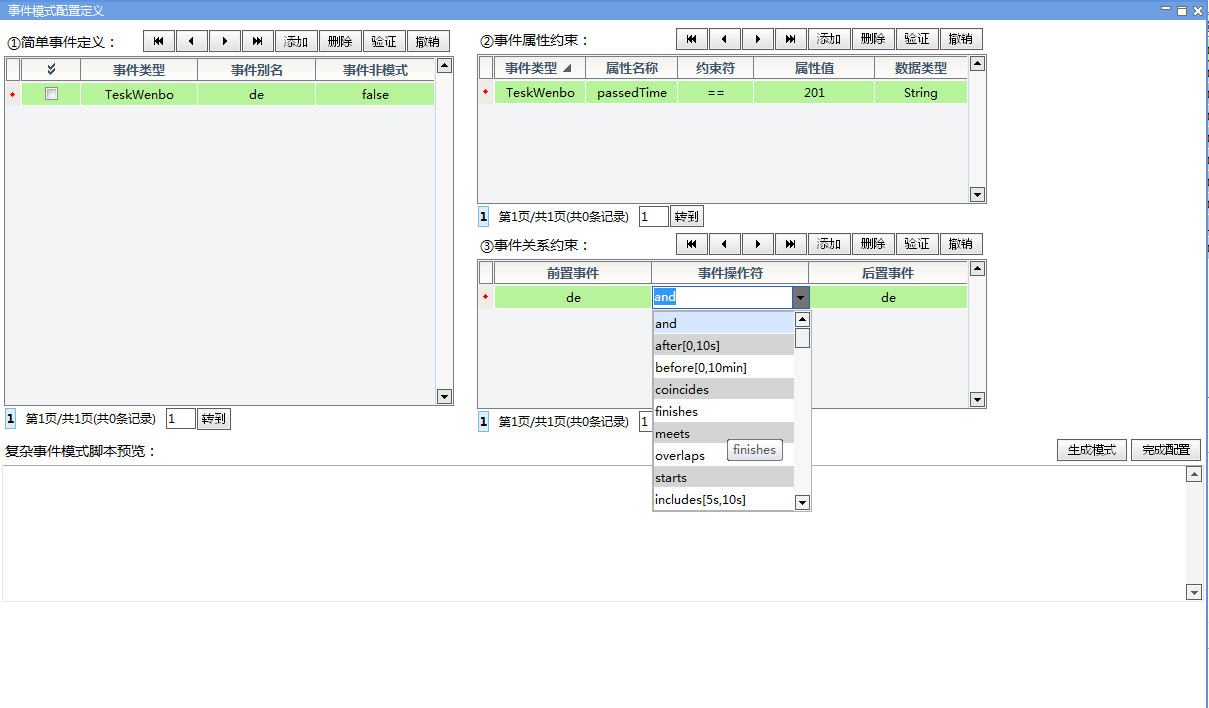 事件模式配置定义
①简单事件定义： 添加 删除 验证 撤销
事件类型 事件别名 事件非模式
* TeskWenbo de false
1 第1页/共1页(共0条记录) 1 转到
②事件属性约束： 添加 删除 验证 撤销
事件类型 属性名称 约束符 属性值 数据类型
* TeskWenbo passedTime == 201 String
1 第1页/共1页(共0条记录) 1 转到
③事件关系约束： 添加 删除 验证 撤销
前置事件 事件操作符 后置事件
* de and de
and
after[0,10s]
before[0,10min]
coincides
finishes
meets
overlaps
finishes
starts
includes[5s,10s]
1 第1页/共1页(共0条记录) 1
复杂事件模式脚本预览： 生成模式 完成配置